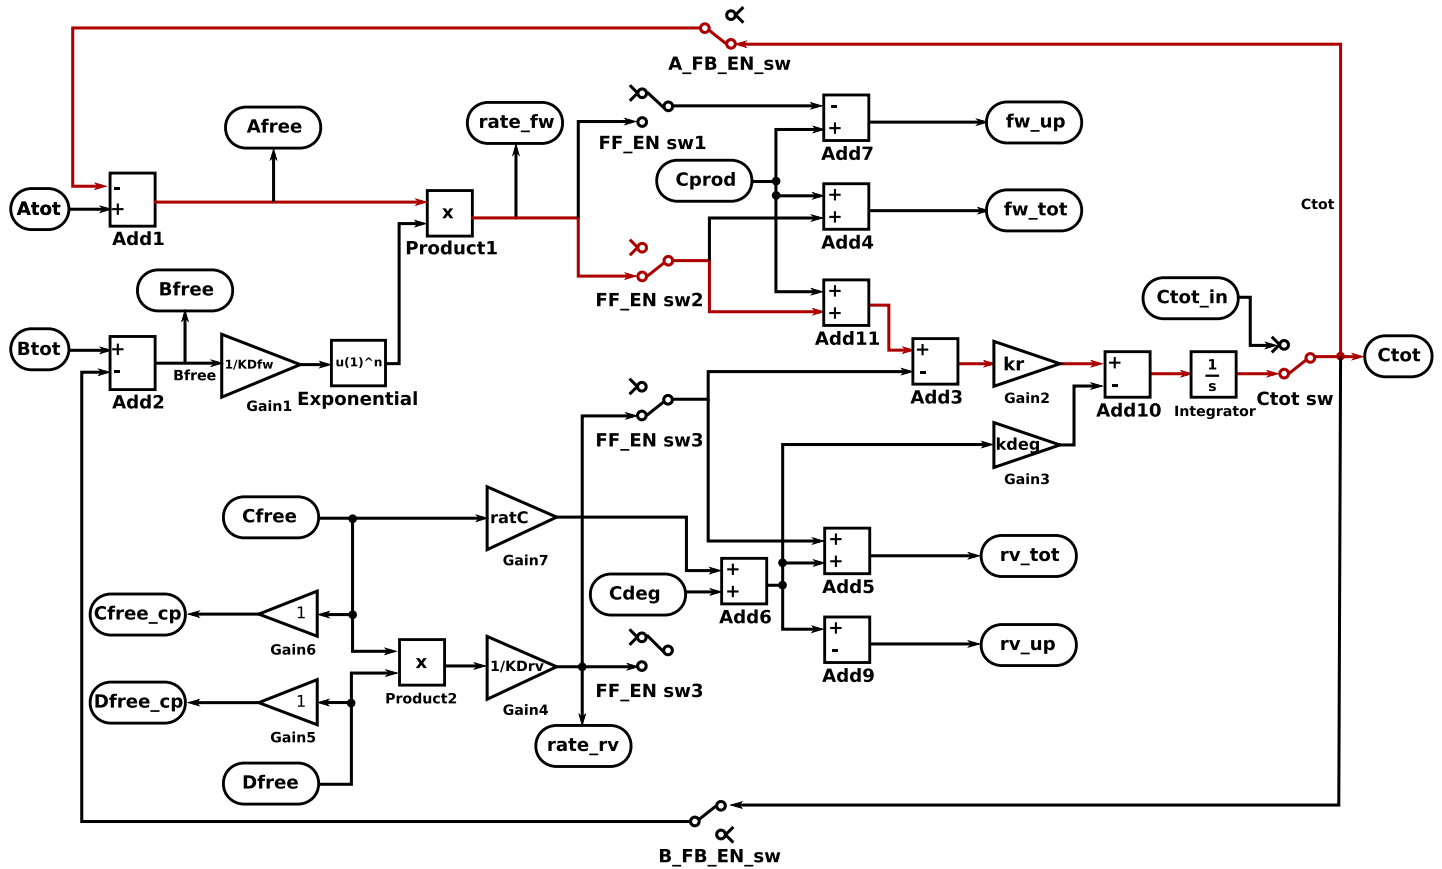 A_FB_EN_sw
Afree
rate_fw
fw_up
FF_EN sw1
-
+
Add7
Cprod
Atot
-
+
Add1
x
Product1
+
+
Add4
fw_tot
Ctot
Bfree
FF_EN sw2
+
+
Add11
Ctot_in
Btot
+
-
Add2
Bfree
1/KDfw
Gain1
u(1)^n
Exponential
+
-
Add3
kr
Gain2
+
-
Add10
1
s
Integrator
Ctot sw
Ctot
FF_EN sw3
kdeg
Gain3
Cfree
ratC
Gain7
+
+
Add5
rv_tot
Cdeg
+
+
Add6
Cfree_cp
1
Gain6
x
Product2
1/KDrv
Gain4
FF_EN sw3
+
-
Add9
rv_up
Dfree_cp
1
Gain5
rate_rv
Dfree
B_FB_EN_sw